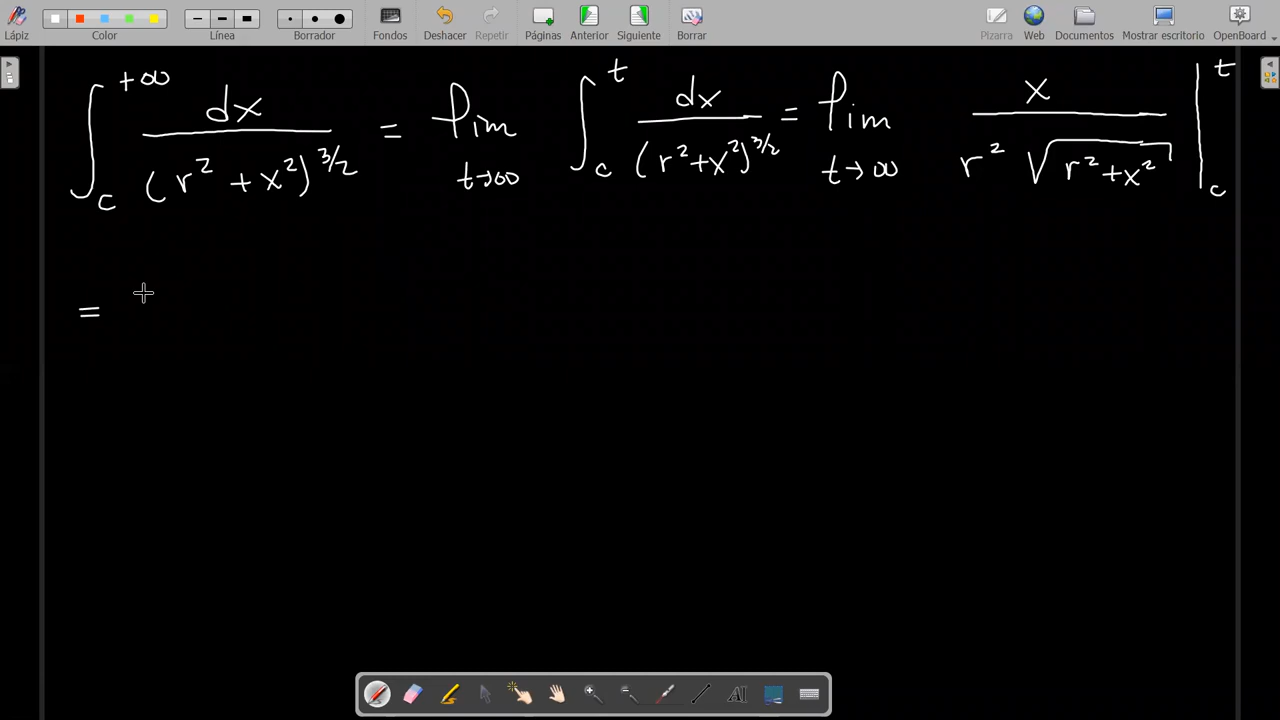 Lápiz Color Línea Borrador Fondos Deshacer Repetir Páginas Anterior Siguiente Borrar Pizarra Web Documentos Mostrar escritorio OpenBoard
∫_c^{+∞} dx/(r² + x²)^{3/2} = lim_{t→∞} ∫_c^t dx/(r²+x²)^{3/2} = lim_{t→∞} x/(r² √(r²+x²)) |_c^t
=
AI